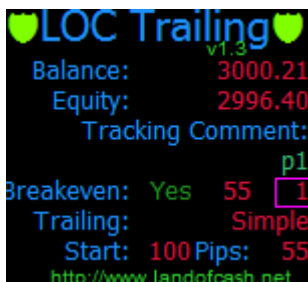 LOC Trailing
v1.3
Balance: 3000.21
Equity: 2996.40
Tracking Comment:
p1
Breakeven: Yes 55 1
Trailing: Simple
Start: 100 Pips: 55
http://www.landofcash.net